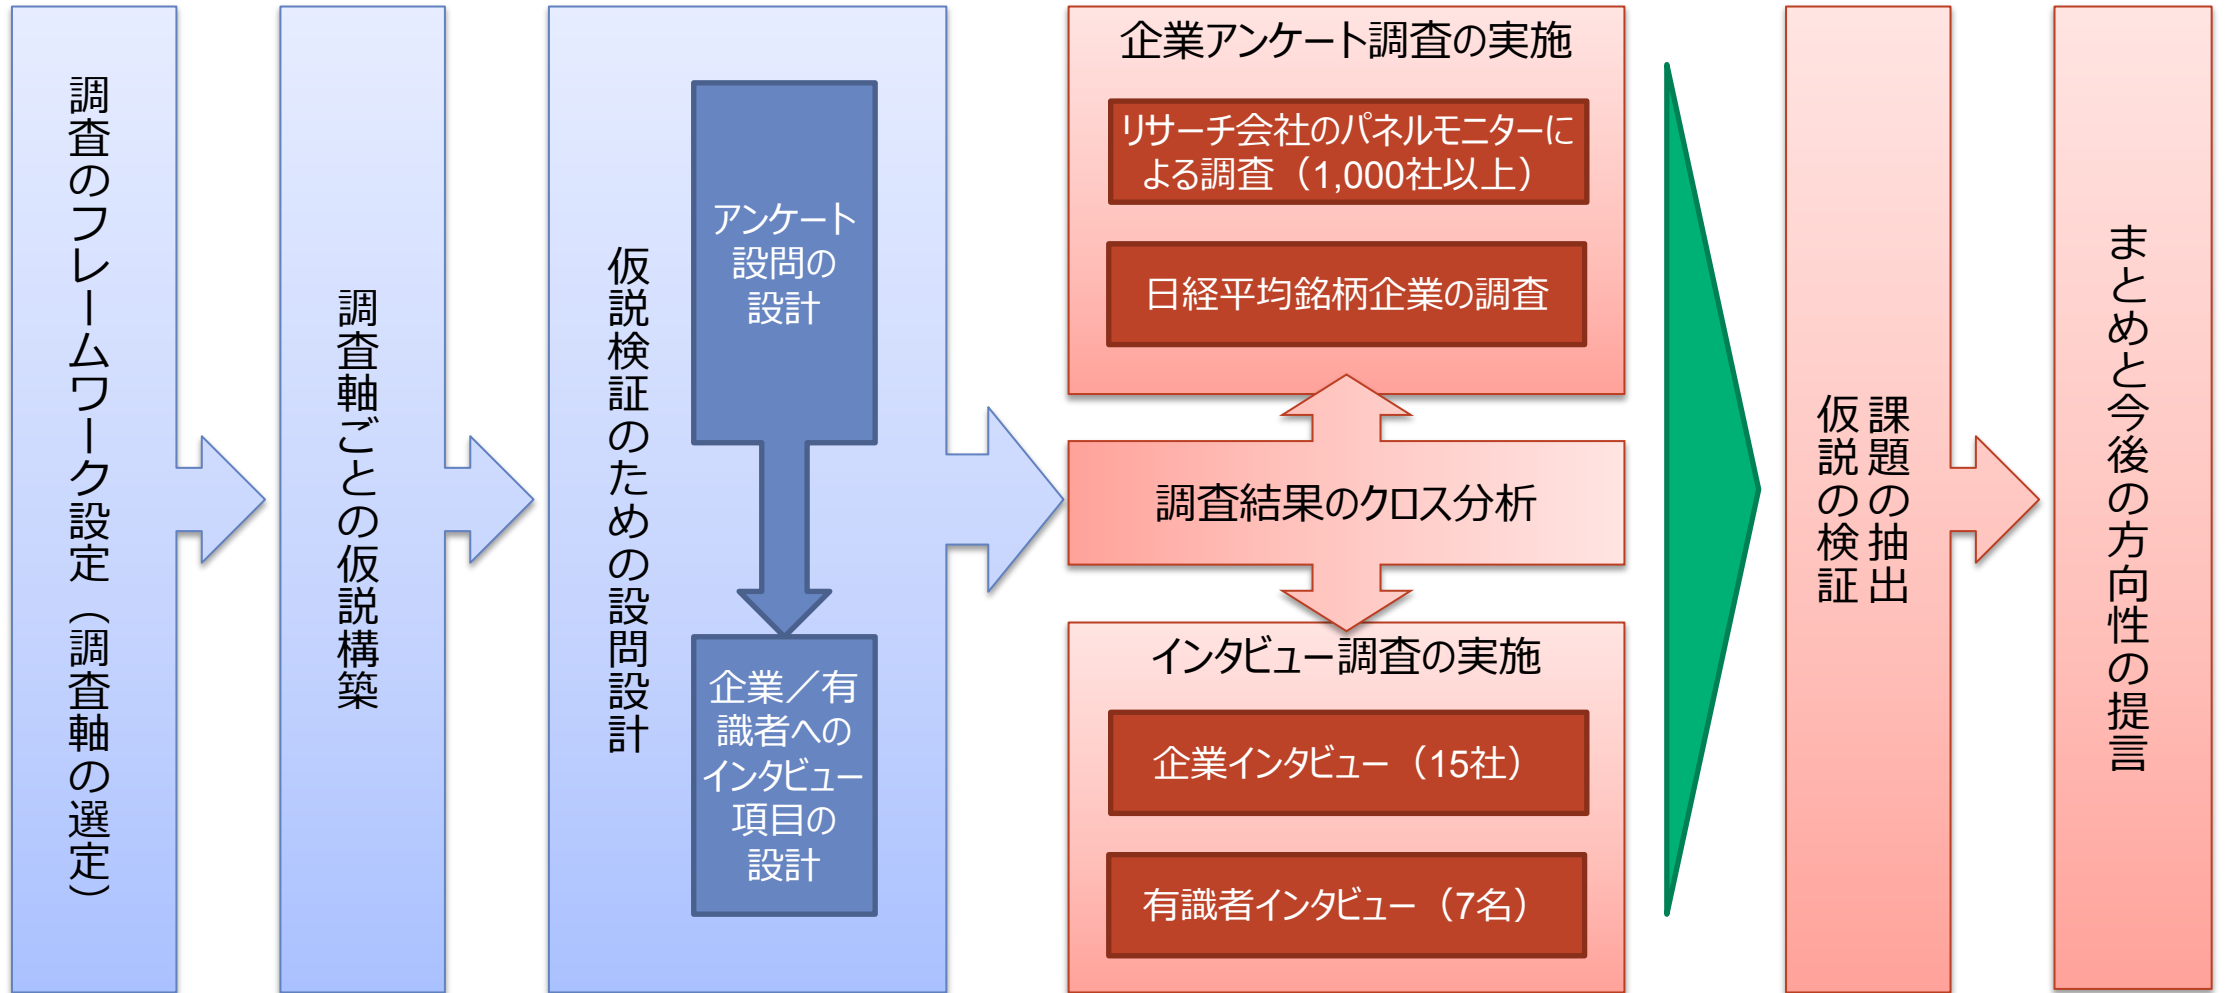 調査のフレームワーク設定（調査軸の選定）
調査軸ごとの仮説構築
仮説検証のための設問設計
アンケート
設問の
設計
企業／有
識者への
インタビュー
項目の
設計
企業アンケート調査の実施
リサーチ会社のパネルモニターに
よる調査（1,000社以上）
日経平均銘柄企業の調査
調査結果のクロス分析
インタビュー調査の実施
企業インタビュー（15社）
有識者インタビュー（7名）
課題の抽出
仮説の検証
まとめと今後の方向性の提言